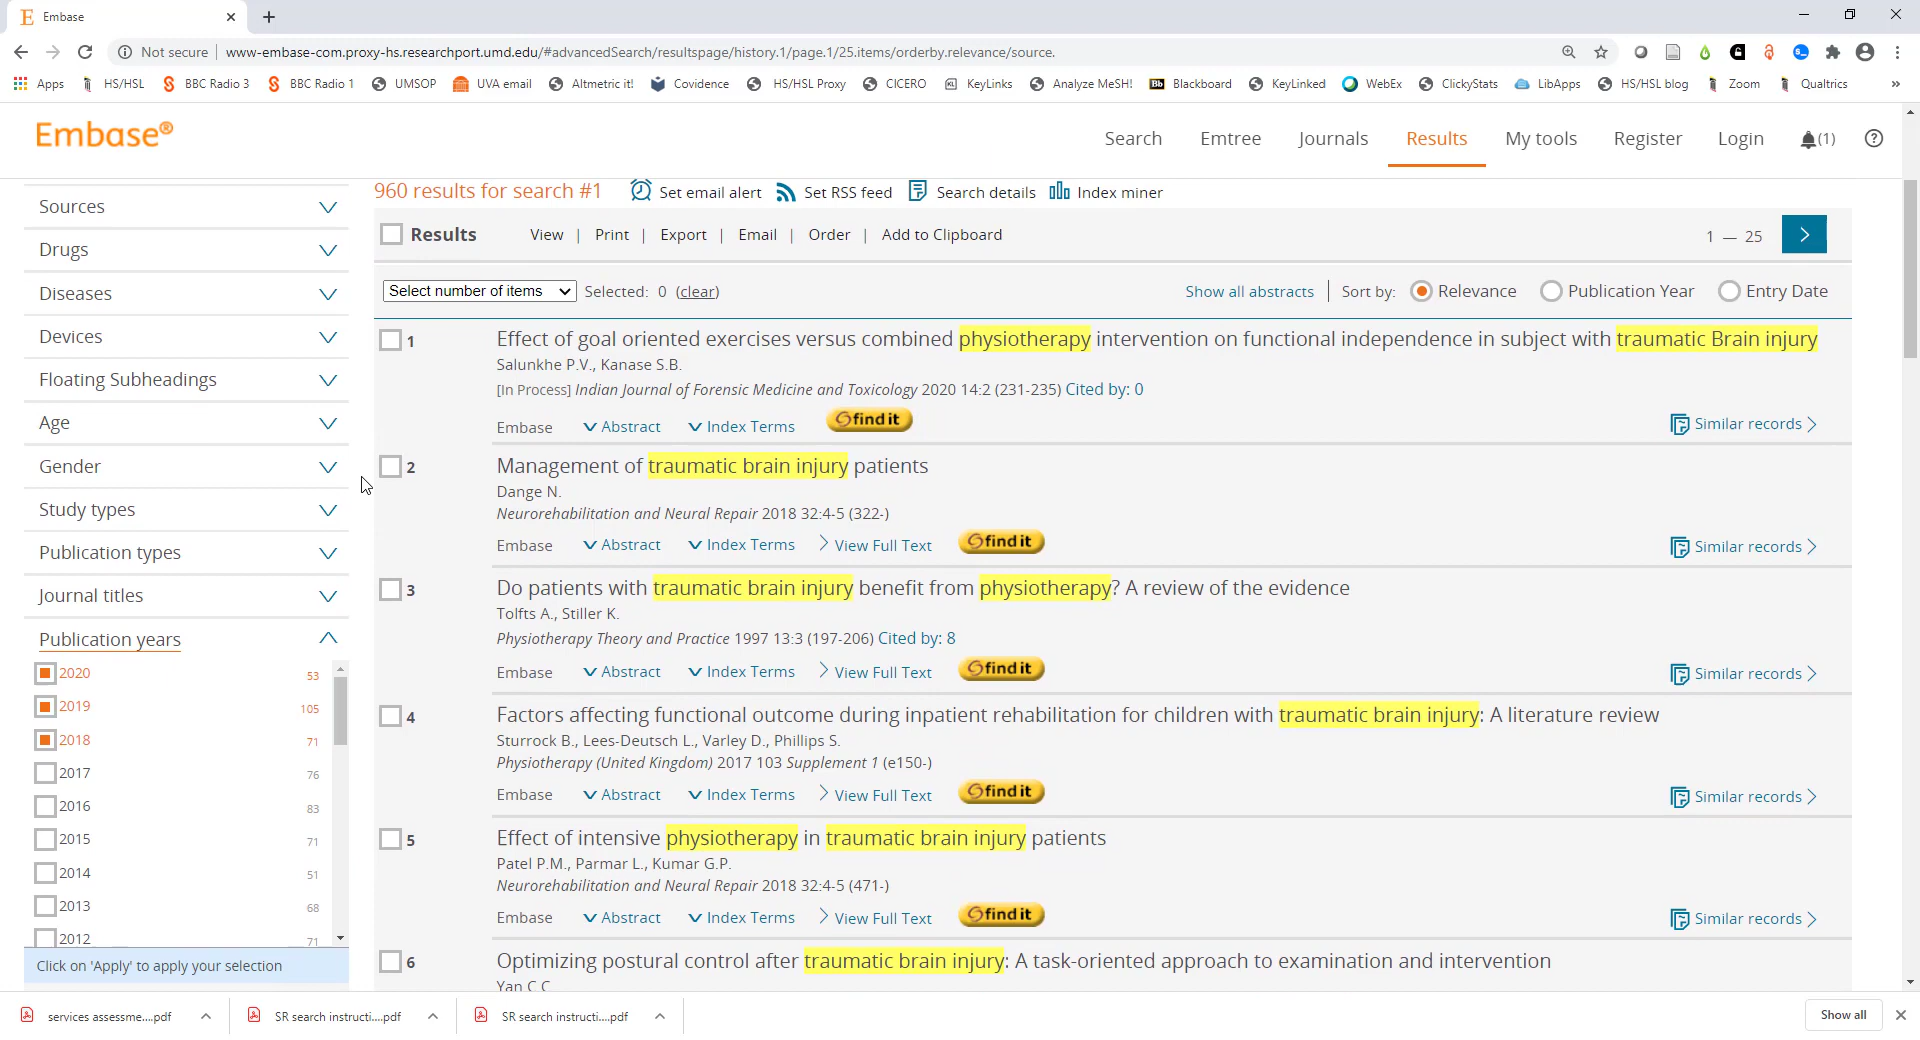 Embase
Not secure
www-embase-com.proxy-hs.researchport.umd.edu/#advancedSearch/resultspage/history.1/page.1/25.items/orderby.relevance/source.
Apps HS/HSL BBC Radio 3 BBC Radio 1 UMSOP UVA email Altmetric it! Covidence HS/HSL Proxy CICERO KeyLinks Analyze MeSH! Bb Blackboard KeyLinked WebEx ClickyStats LibApps HS/HSL blog Zoom Qualtrics »
Embase®
Search Emtree Journals Results My tools Register Login (1) ?
Sources
Drugs
Diseases
Devices
Floating Subheadings
Age
Gender
Study types
Publication types
Journal titles
Publication years
2020 53
2019 105
2018 71
2017 76
2016 83
2015 71
2014 51
2013 68
2012 71
Click on 'Apply' to apply your selection
960 results for search #1 Set email alert Set RSS feed Search details Index miner
Results View | Print | Export | Email | Order | Add to Clipboard 1 — 25
Select number of items Selected: 0 (clear) Show all abstracts | Sort by: Relevance Publication Year Entry Date
1 Effect of goal oriented exercises versus combined physiotherapy intervention on functional independence in subject with traumatic Brain injury
Salunkhe P.V., Kanase S.B.
[In Process] Indian Journal of Forensic Medicine and Toxicology 2020 14:2 (231-235) Cited by: 0
Embase Abstract Index Terms find it Similar records
2 Management of traumatic brain injury patients
Dange N.
Neurorehabilitation and Neural Repair 2018 32:4-5 (322-)
Embase Abstract Index Terms View Full Text find it Similar records
3 Do patients with traumatic brain injury benefit from physiotherapy? A review of the evidence
Tolfts A., Stiller K.
Physiotherapy Theory and Practice 1997 13:3 (197-206) Cited by: 8
Embase Abstract Index Terms View Full Text find it Similar records
4 Factors affecting functional outcome during inpatient rehabilitation for children with traumatic brain injury: A literature review
Sturrock B., Lees-Deutsch L., Varley D., Phillips S.
Physiotherapy (United Kingdom) 2017 103 Supplement 1 (e150-)
Embase Abstract Index Terms View Full Text find it Similar records
5 Effect of intensive physiotherapy in traumatic brain injury patients
Patel P.M., Parmar L., Kumar G.P.
Neurorehabilitation and Neural Repair 2018 32:4-5 (471-)
Embase Abstract Index Terms View Full Text find it Similar records
6 Optimizing postural control after traumatic brain injury: A task-oriented approach to examination and intervention
Yan C.C.
services assessme....pdf SR search instructi....pdf SR search instructi....pdf Show all